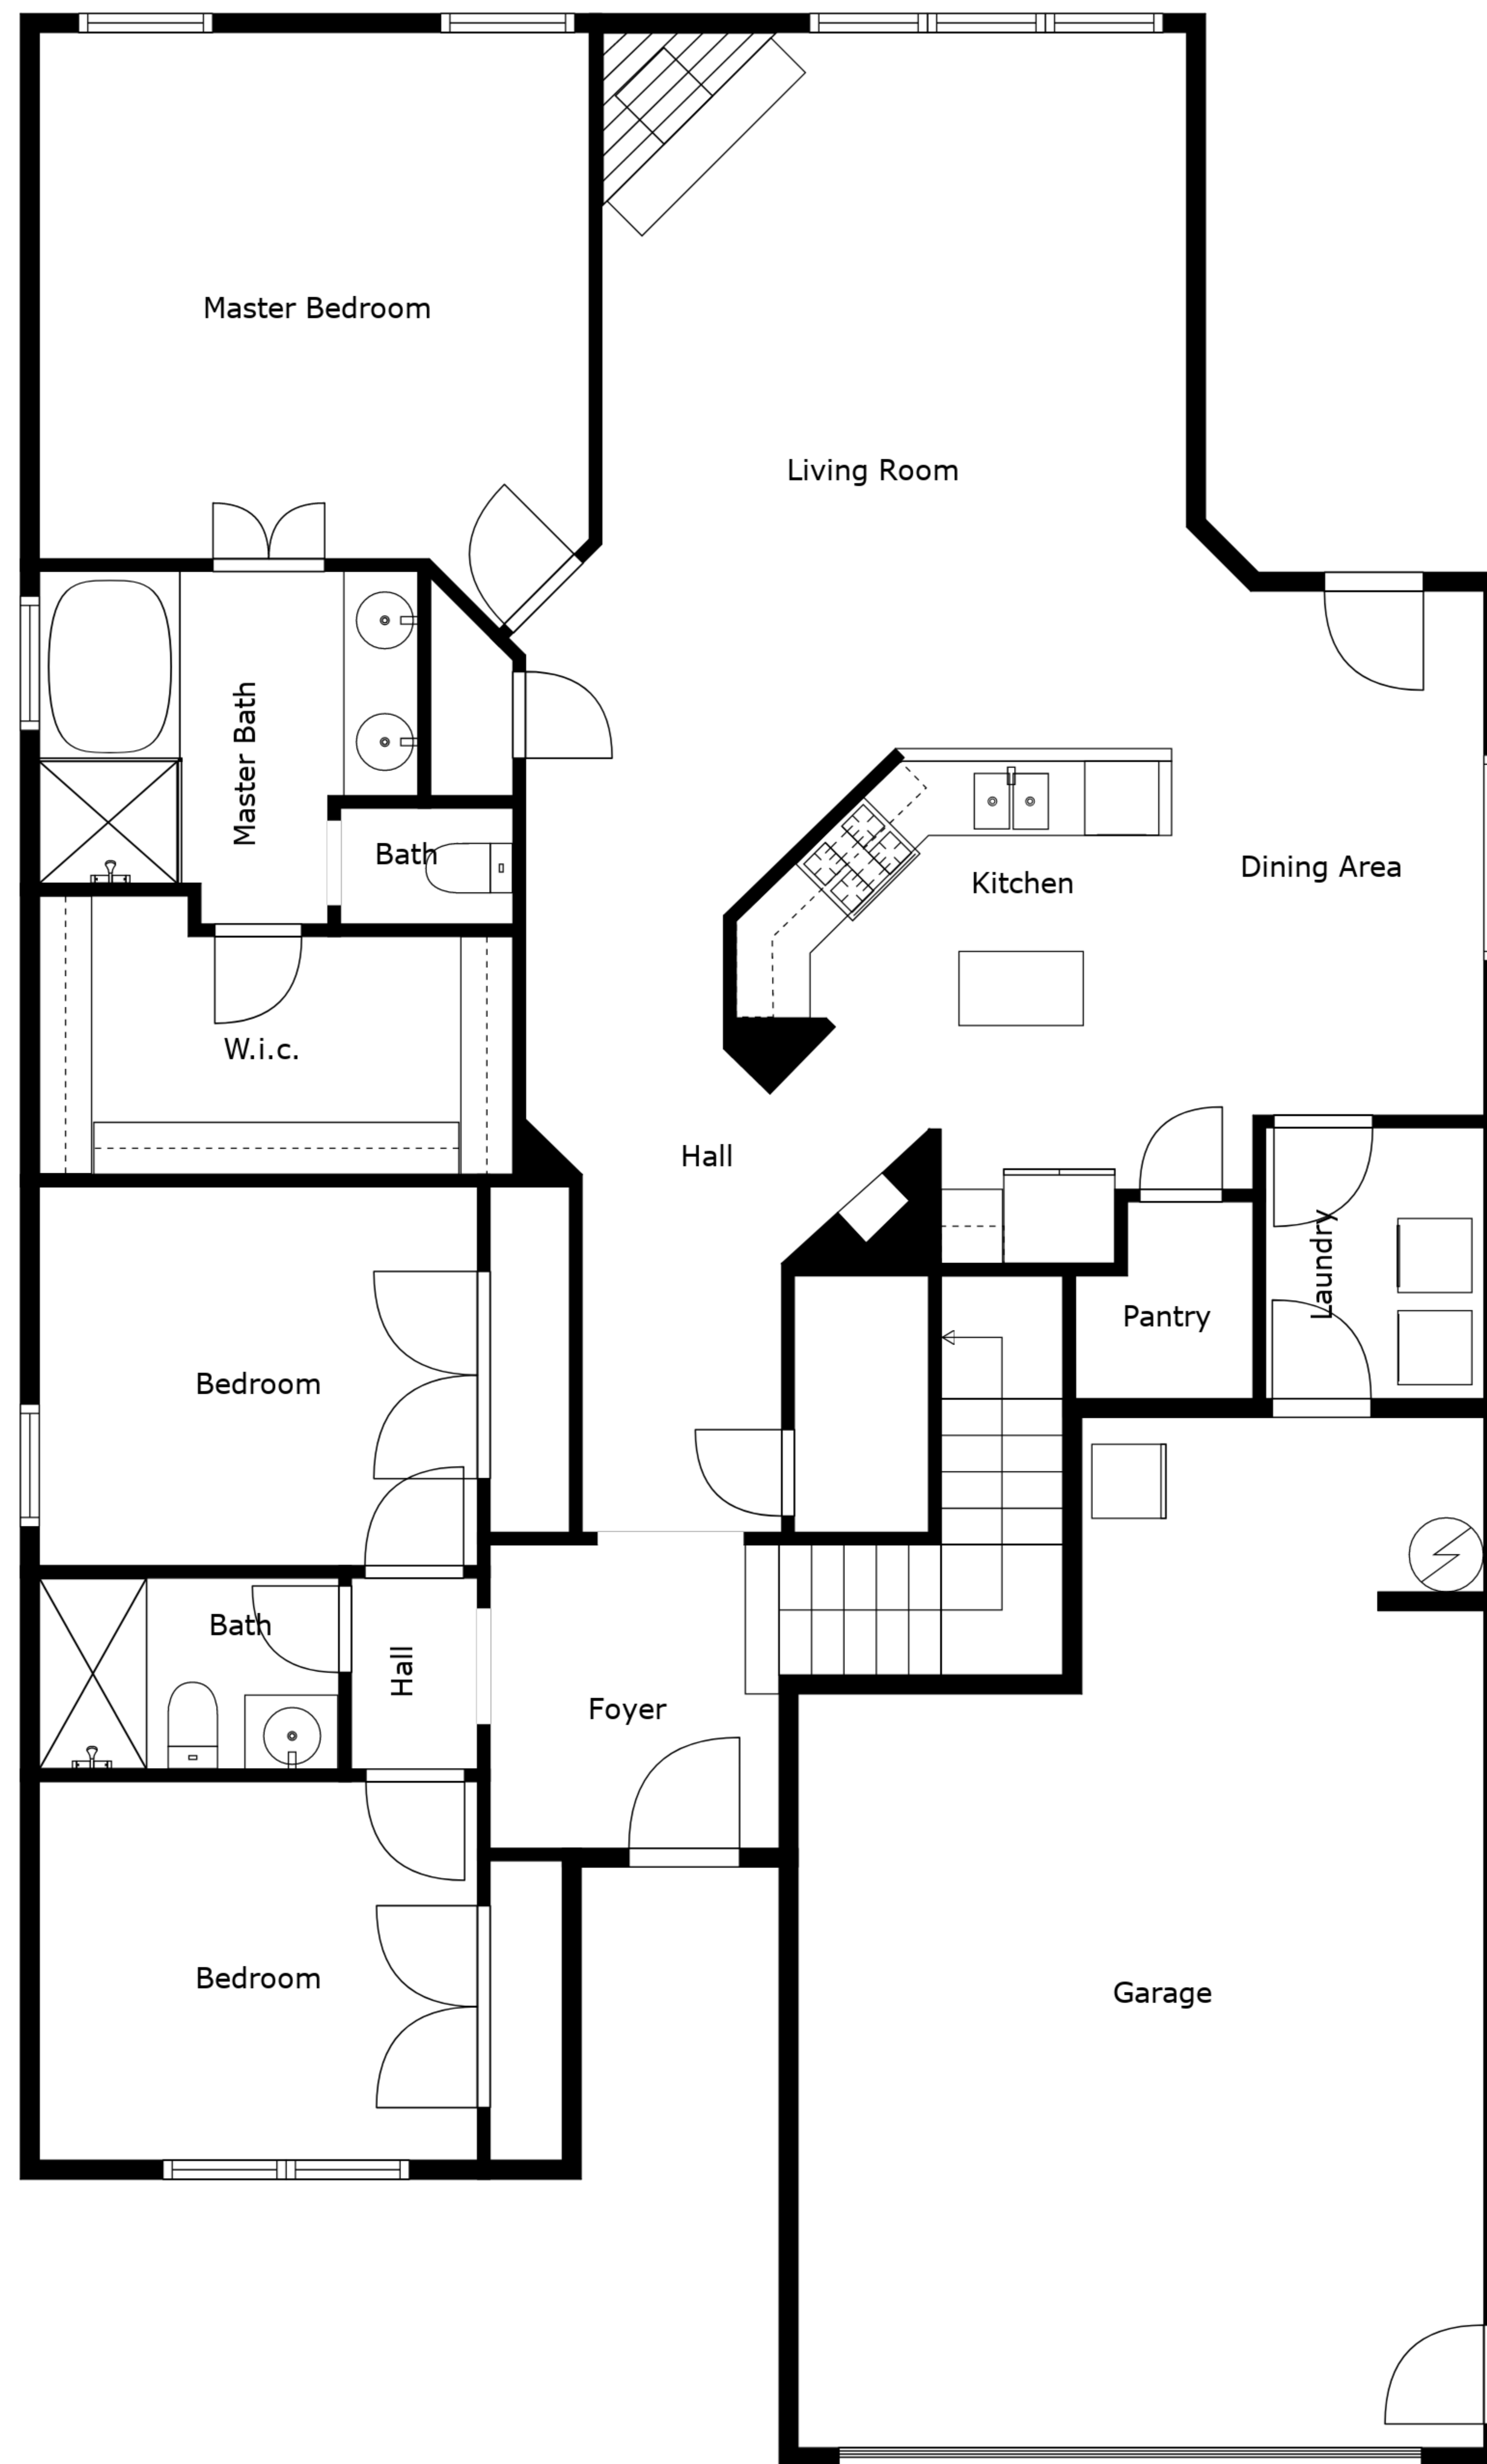 Master Bedroom
Living Room
Master Bath
Bath
Kitchen
Dining Area
W.i.c.
Hall
Laundry
Pantry
Bedroom
Bath
Hall
Foyer
Bedroom
Garage